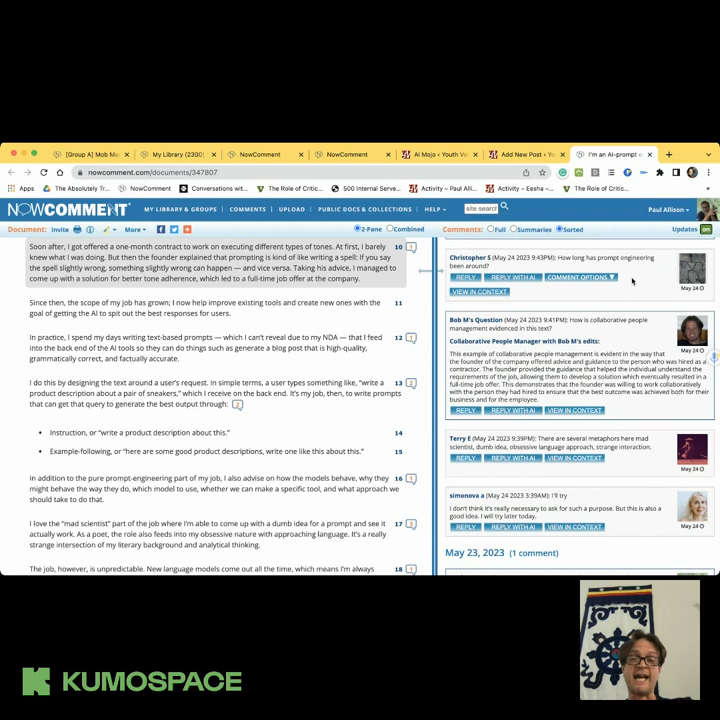 [Group A] Mob Ma
My Library (2300)
NowComment
NowComment
AI Mojo ‹ Youth Vo
Add New Post ‹ Yo
I'm an AI-prompt e
nowcomment.com/documents/347807
Apps
The Absolutely Tr...
NowComment
Conversations wit...
The Role of Critic...
500 Internal Serve...
Activity – Paul Alli...
Activity – Eesha –...
The Role of Critic...
NOWCOMMENT
MY LIBRARY & GROUPS
COMMENTS
UPLOAD
PUBLIC DOCS & COLLECTIONS
HELP
site search
Paul Allison
Document: Invite
More
2-Pane
Combined
Comments: Full
Summaries
Sorted
Updates ON
Soon after, I got offered a one-month contract to work on executing different types of tones. At first, I barely
knew what I was doing. But then the founder explained that prompting is kind of like writing a spell: If you say
the spell slightly wrong, something slightly wrong can happen — and vice versa. Taking his advice, I managed to
come up with a solution for better tone adherence, which led to a full-time job offer at the company.
10
1
Since then, the scope of my job has grown; I now help improve existing tools and create new ones with the
goal of getting the AI to spit out the best responses for users.
11
In practice, I spend my days writing text-based prompts — which I can't reveal due to my NDA — that I feed
into the back end of the AI tools so they can do things such as generate a blog post that is high-quality,
grammatically correct, and factually accurate.
12
1
I do this by designing the text around a user's request. In simple terms, a user types something like, "write a
product description about a pair of sneakers," which I receive on the back end. It's my job, then, to write prompts
that can get that query to generate the best output through:
13
2
Instruction, or "write a product description about this."
14
Example-following, or "here are some good product descriptions, write one like this about this."
15
In addition to the pure prompt-engineering part of my job, I also advise on how the models behave, why they
might behave the way they do, which model to use, whether we can make a specific tool, and what approach we
should take to do that.
16
1
I love the "mad scientist" part of the job where I'm able to come up with a dumb idea for a prompt and see it
actually work. As a poet, the role also feeds into my obsessive nature with approaching language. It's a really
strange intersection of my literary background and analytical thinking.
17
3
The job, however, is unpredictable. New language models come out all the time, which means I'm always
18
1
Christopher S (May 24 2023 9:43PM): How long has prompt engineering
been around?
REPLY
REPLY WITH AI
COMMENT OPTIONS
VIEW IN CONTEXT
May 24
Bob M's Question (May 24 2023 9:41PM): How is collaborative people
management evidenced in this text?
Collaborative People Manager with Bob M's edits:
This example of collaborative people management is evident in the way that
the founder of the company offered advice and guidance to the person who was hired as a
contractor. The founder provided the guidance that helped the individual understand the
requirements of the job, allowing them to develop a solution which eventually resulted in a
full-time job offer. This demonstrates that the founder was willing to work collaboratively
with the person they had hired to ensure that the best outcome was achieved both for their
business and for the employee.
REPLY
REPLY WITH AI
VIEW IN CONTEXT
May 24
Terry E (May 24 2023 9:39PM): There are several metaphors here mad
scientist, dumb idea, obsessive language approach, strange interaction.
REPLY
REPLY WITH AI
VIEW IN CONTEXT
May 24
simonova a (May 24 2023 3:39AM): I'll try
I don't think it's really necessary to ask for such a purpose. But this is also a
good idea. I will try later today.
REPLY
REPLY WITH AI
VIEW IN CONTEXT
May 24
May 23, 2023 (1 comment)
KUMOSPACE